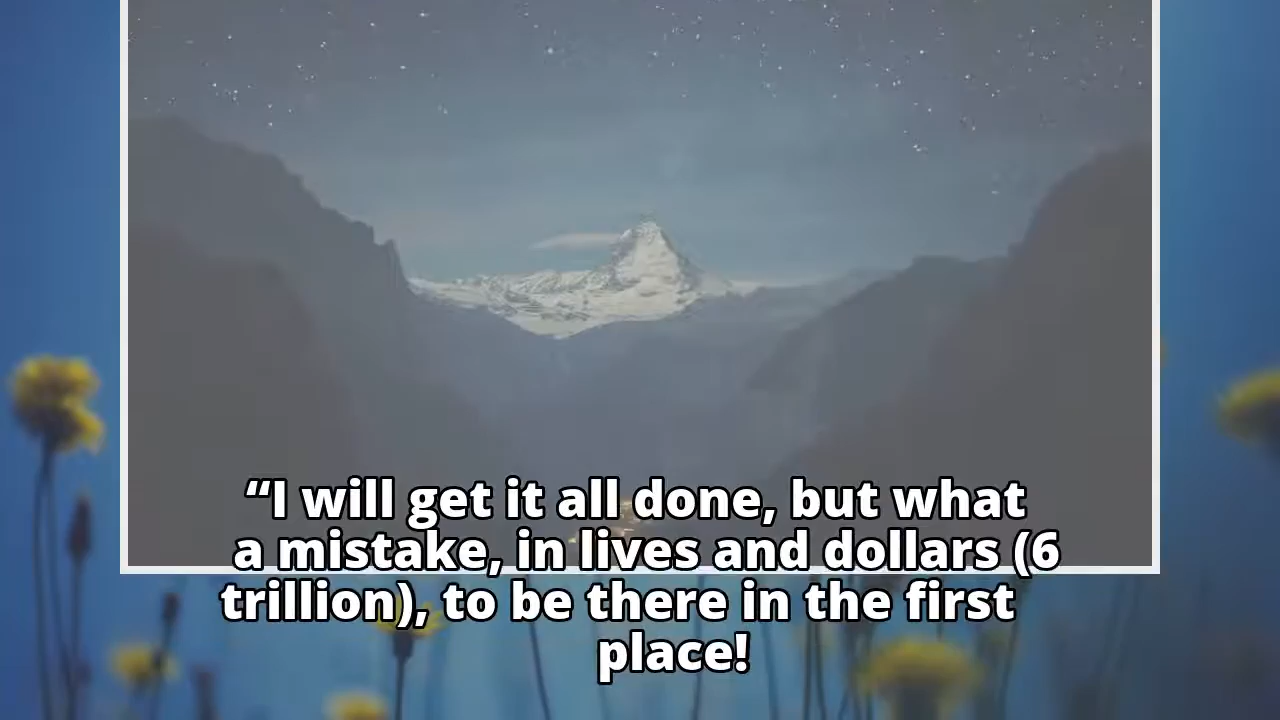 “I will get it all done, but what
a mistake, in lives and dollars (6
trillion), to be there in the first
place!